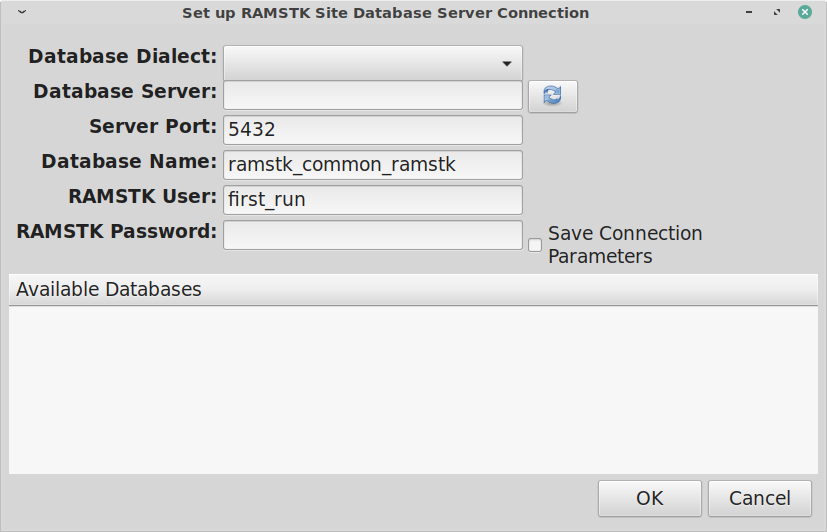 Set up RAMSTK Site Database Server Connection
Database Dialect:
Database Server:
Server Port: 5432
Database Name: ramstk_common_ramstk
RAMSTK User: first_run
RAMSTK Password:
Save Connection
Parameters
Available Databases
OK Cancel